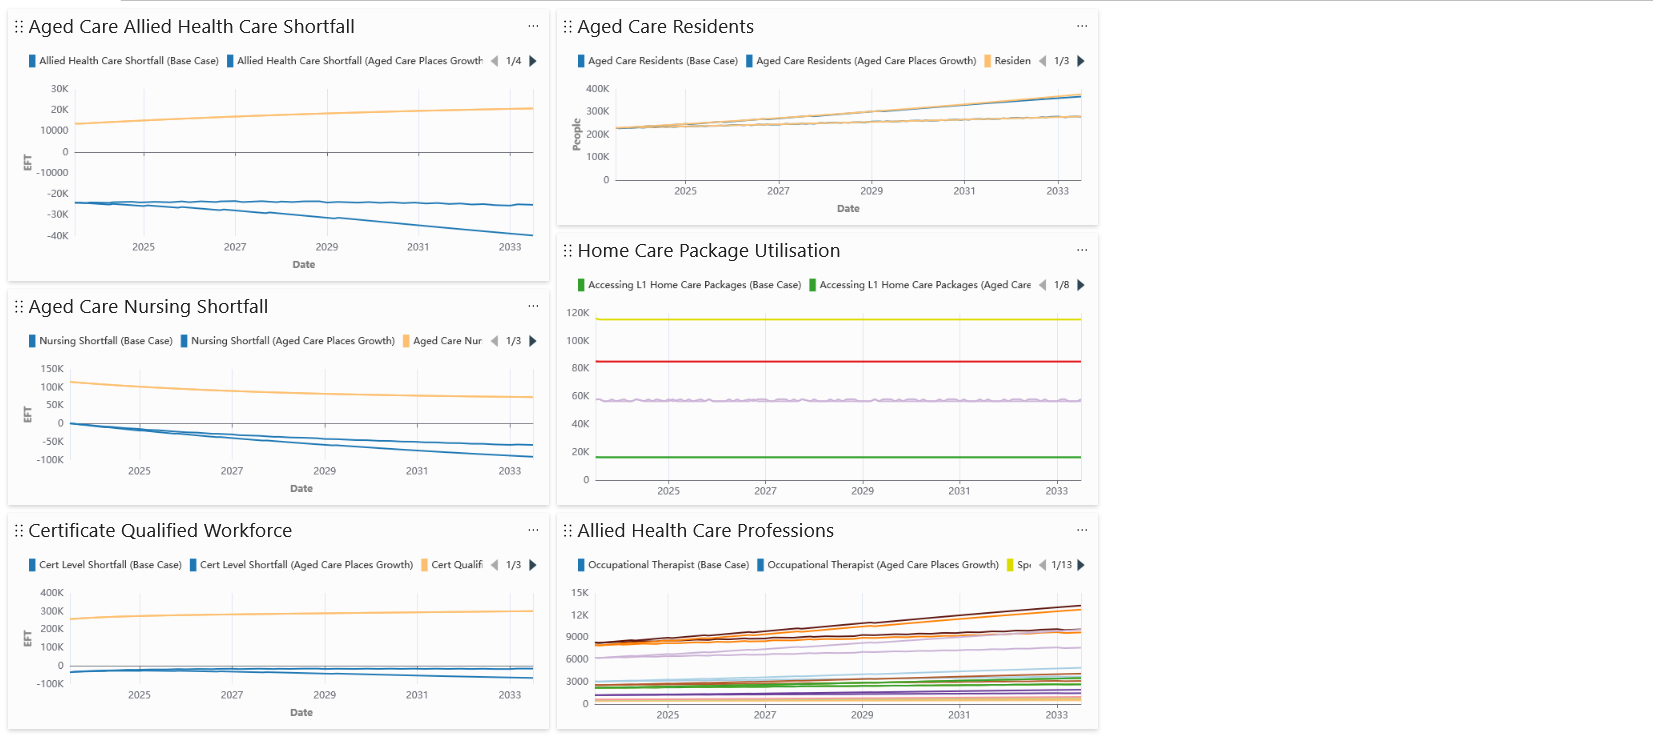 Aged Care Allied Health Care Shortfall
...
Allied Health Care Shortfall (Base Case) Allied Health Care Shortfall (Aged Care Places Growth 1/4
30K
20K
10000
0
-10000
-20K
-30K
-40K
EFT
2025 2027 2029 2031 2033
Date
Aged Care Nursing Shortfall
...
Nursing Shortfall (Base Case) Nursing Shortfall (Aged Care Places Growth) Aged Care Nur 1/3
150K
100K
50K
0
-50K
-100K
EFT
2025 2027 2029 2031 2033
Date
Certificate Qualified Workforce
...
Cert Level Shortfall (Base Case) Cert Level Shortfall (Aged Care Places Growth) Cert Qualifi 1/3
400K
300K
200K
100K
0
-100K
EFT
2025 2027 2029 2031 2033
Date
Aged Care Residents
...
Aged Care Residents (Base Case) Aged Care Residents (Aged Care Places Growth) Residen 1/3
400K
300K
200K
100K
0
People
2025 2027 2029 2031 2033
Date
Home Care Package Utilisation
...
Accessing L1 Home Care Packages (Base Case) Accessing L1 Home Care Packages (Aged Care 1/8
120K
100K
80K
60K
40K
20K
0
2025 2027 2029 2031 2033
Allied Health Care Professions
...
Occupational Therapist (Base Case) Occupational Therapist (Aged Care Places Growth) Spe 1/13
15K
12K
9000
6000
3000
0
2025 2027 2029 2031 2033